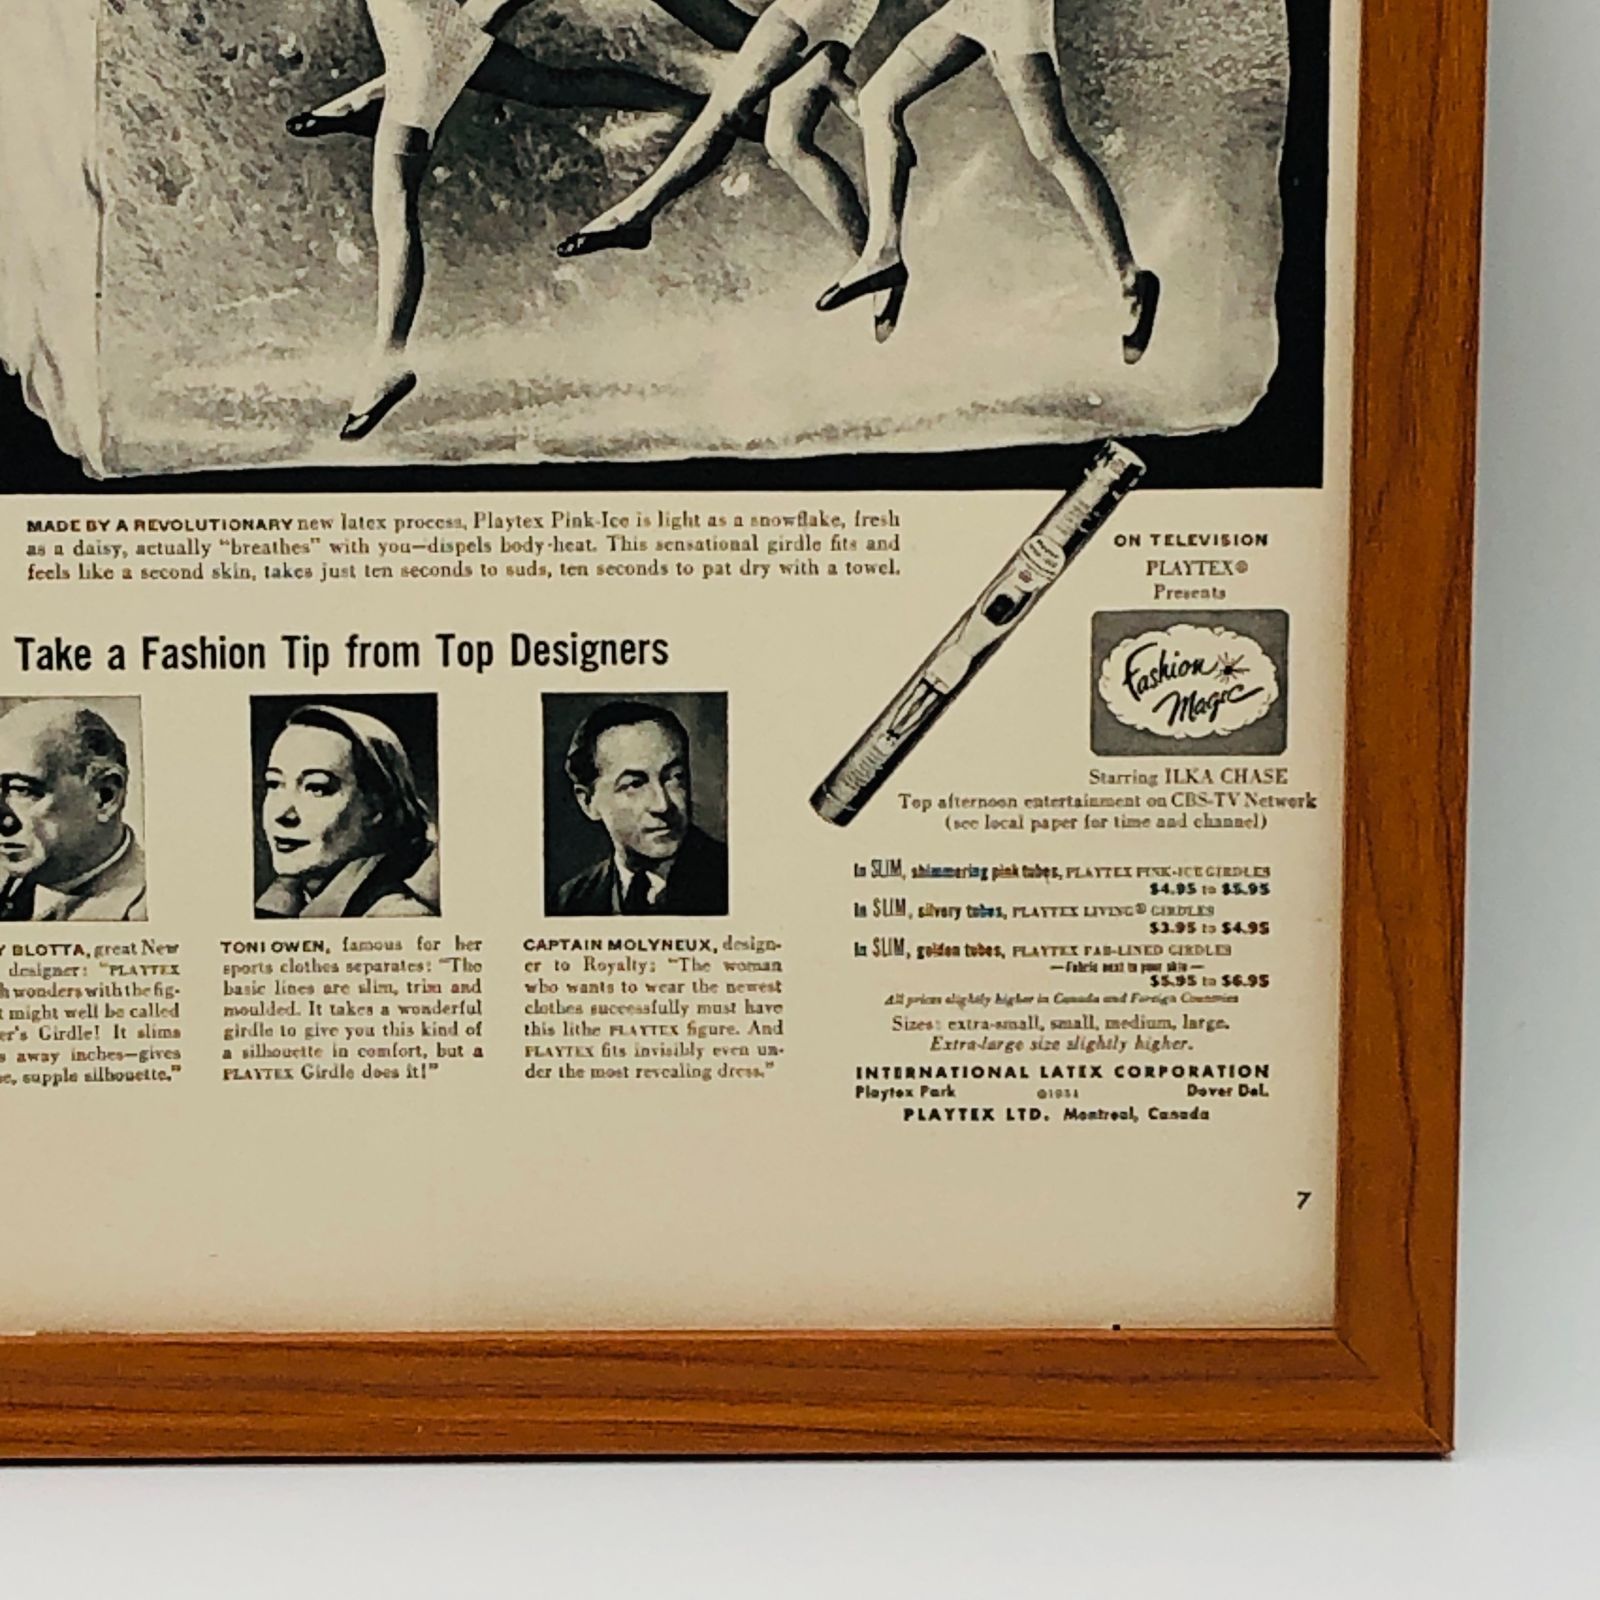 MADE BY A REVOLUTIONARY new latex process, Playtex Pink-Ice is light as a snowflake, fresh
as a daisy, actually “breathes” with you—dispels body-heat. This sensational girdle fits and
feels like a second skin, takes just ten seconds to suds, ten seconds to pat dry with a towel.
Take a Fashion Tip from Top Designers
Y BLOTTA, great New
designer: “PLAYTEX
h wonders with the fig-
t might well be called
er's Girdle! It slims
s away inches—gives
e, supple silhouette.”
TONI OWEN, famous for her
sports clothes separates: “The
basic lines are slim, trim and
moulded. It takes a wonderful
girdle to give you this kind of
a silhouette in comfort, but a
PLAYTEX Girdle does it!”
CAPTAIN MOLYNEUX, design-
er to Royalty: “The woman
who wants to wear the newest
clothes successfully must have
this lithe PLAYTEX figure. And
PLAYTEX fits invisibly even un-
der the most revealing dress.”
ON TELEVISION
PLAYTEX®
Presents
Fashion
Magic
Starring ILKA CHASE
Top afternoon entertainment on CBS-TV Network
(see local paper for time and channel)
In SLIM, shimmering pink tubes, PLAYTEX PINK-ICE GIRDLES
$4.95 to $5.95
In SLIM, silvery tubes, PLAYTEX LIVING® GIRDLES
$3.95 to $4.95
In SLIM, golden tubes, PLAYTEX FAB-LINED GIRDLES
—Fabric next to your skin—
$5.95 to $6.95
All prices slightly higher in Canada and Foreign Countries
Sizes: extra-small, small, medium, large.
Extra-large size slightly higher.
INTERNATIONAL LATEX CORPORATION
Playtex Park ©1954 Dover Del.
PLAYTEX LTD. Montreal, Canada
7